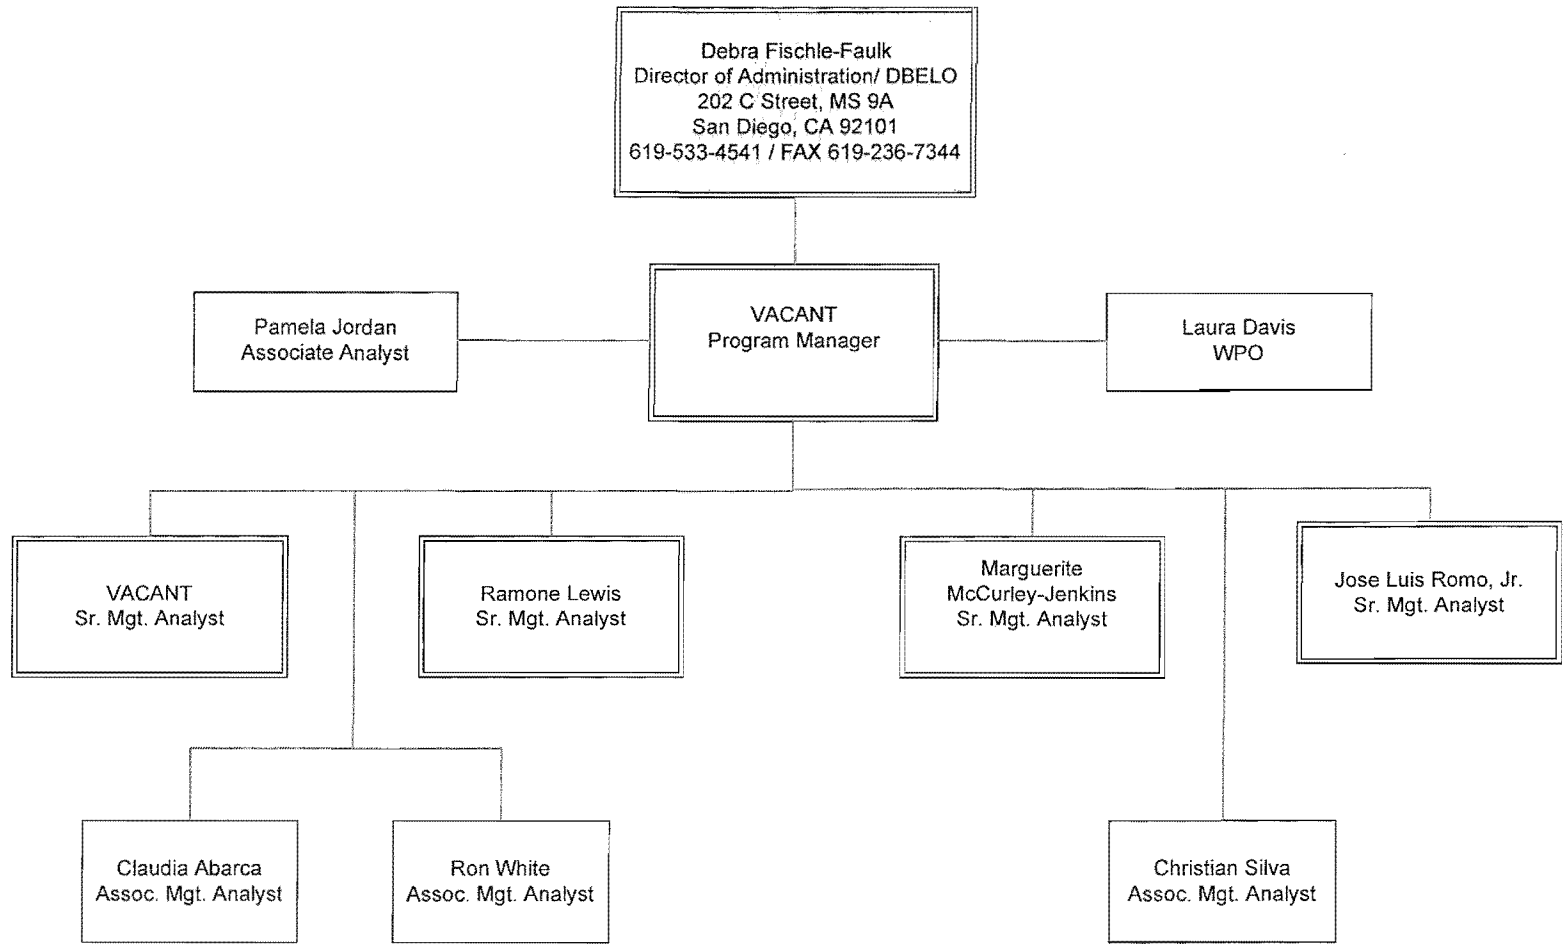 Debra Fischle-Faulk
Director of Administration/ DBELO
202 C Street, MS 9A
San Diego, CA 92101
619-533-4541 / FAX 619-236-7344
Pamela Jordan
Associate Analyst
VACANT
Program Manager
Laura Davis
WPO
VACANT
Sr. Mgt. Analyst
Ramone Lewis
Sr. Mgt. Analyst
Marguerite
McCurley-Jenkins
Sr. Mgt. Analyst
Jose Luis Romo, Jr.
Sr. Mgt. Analyst
Claudia Abarca
Assoc. Mgt. Analyst
Ron White
Assoc. Mgt. Analyst
Christian Silva
Assoc. Mgt. Analyst